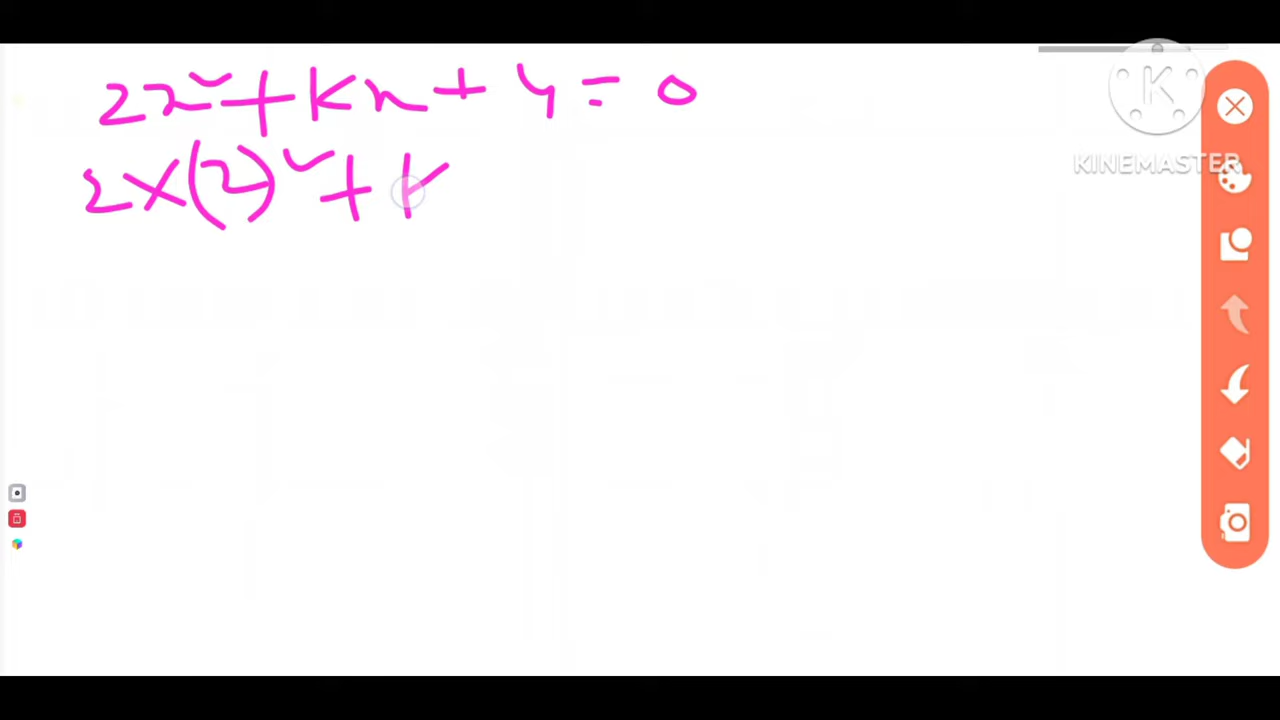 2x² + kx + 4 = 0
2×(2)² + k
K
KINEMASTER